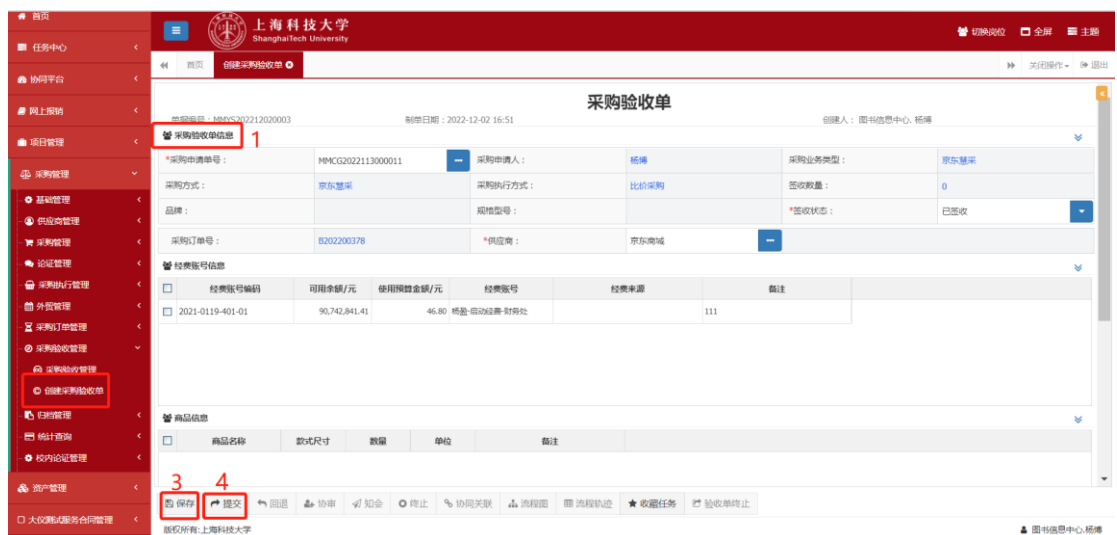 首页
任务中心
协同平台
网上报销
项目管理
采购管理
基础管理
供应商管理
采购管理
论证管理
采购执行管理
外贸管理
采购订单管理
采购验收管理
采购验收管理
创建采购验收单
归档管理
统计查询
校内论证管理
资产管理
大仪测试服务合同管理
上海科技大学
ShanghaiTech University
切换岗位 全屏 主题
首页 创建采购验收单 关闭操作 退出
采购验收单
单据编号：MMYS202212020003 制单日期：2022-12-02 16:51 创建人：图书信息中心.杨博
采购验收单信息 1
*采购申请单号： MMCG2022113000011 采购申请人： 杨博 采购业务类型： 京东慧采
采购方式： 京东慧采 采购执行方式： 比价采购 签收数量： 0
品牌： 规格型号： *签收状态： 已签收
采购订单号： B202200378 *供应商： 京东商城
经费账号信息
经费账号编码 可用余额/元 使用预算金额/元 经费账号 经费来源 备注
2021-0119-401-01 90,742,841.41 46.80 杨盈-启动经费-财务处 111
商品信息
商品名称 款式尺寸 数量 单位 备注
3 4
保存 提交 回退 协审 知会 终止 协同关联 流程图 流程轨迹 收藏任务 验收单终止
版权所有:上海科技大学 图书信息中心.杨博